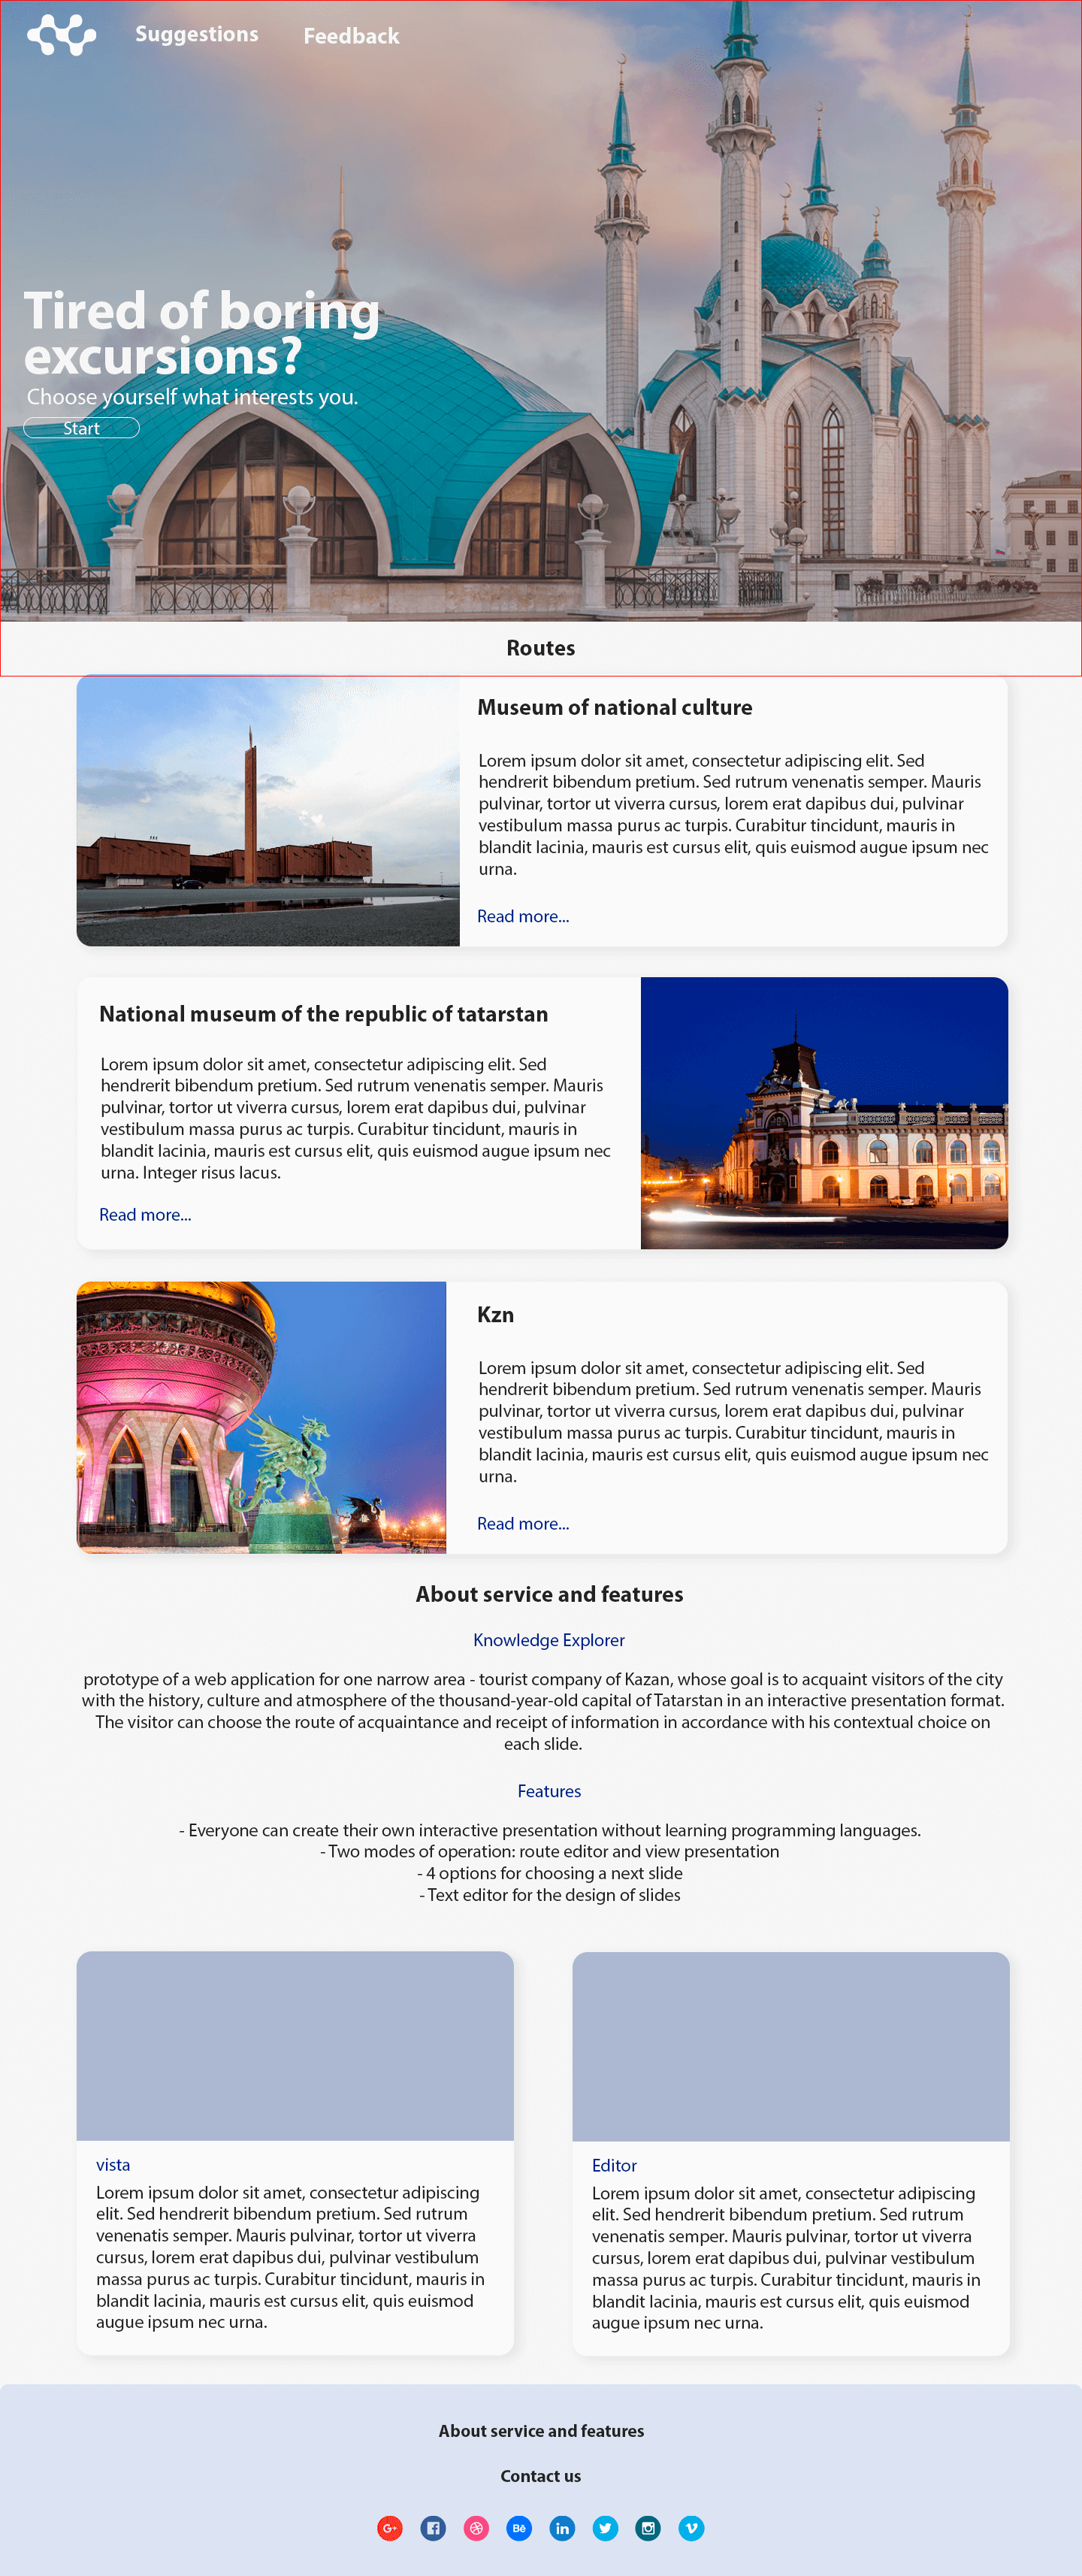 Suggestions
Feedback
Tired of boring
excursions?
Choose yourself what interests you.
Start
Routes
Museum of national culture
Lorem ipsum dolor sit amet, consectetur adipiscing elit. Sed
hendrerit bibendum pretium. Sed rutrum venenatis semper. Mauris
pulvinar, tortor ut viverra cursus, lorem erat dapibus dui, pulvinar
vestibulum massa purus ac turpis. Curabitur tincidunt, mauris in
blandit lacinia, mauris est cursus elit, quis euismod augue ipsum nec
urna.
Read more...
National museum of the republic of tatarstan
Lorem ipsum dolor sit amet, consectetur adipiscing elit. Sed
hendrerit bibendum pretium. Sed rutrum venenatis semper. Mauris
pulvinar, tortor ut viverra cursus, lorem erat dapibus dui, pulvinar
vestibulum massa purus ac turpis. Curabitur tincidunt, mauris in
blandit lacinia, mauris est cursus elit, quis euismod augue ipsum nec
urna. Integer risus lacus.
Read more...
Kzn
Lorem ipsum dolor sit amet, consectetur adipiscing elit. Sed
hendrerit bibendum pretium. Sed rutrum venenatis semper. Mauris
pulvinar, tortor ut viverra cursus, lorem erat dapibus dui, pulvinar
vestibulum massa purus ac turpis. Curabitur tincidunt, mauris in
blandit lacinia, mauris est cursus elit, quis euismod augue ipsum nec
urna.
Read more...
About service and features
Knowledge Explorer
prototype of a web application for one narrow area - tourist company of Kazan, whose goal is to acquaint visitors of the city
with the history, culture and atmosphere of the thousand-year-old capital of Tatarstan in an interactive presentation format.
The visitor can choose the route of acquaintance and receipt of information in accordance with his contextual choice on
each slide.
Features
- Everyone can create their own interactive presentation without learning programming languages.
- Two modes of operation: route editor and view presentation
- 4 options for choosing a next slide
- Text editor for the design of slides
vista
Lorem ipsum dolor sit amet, consectetur adipiscing
elit. Sed hendrerit bibendum pretium. Sed rutrum
venenatis semper. Mauris pulvinar, tortor ut viverra
cursus, lorem erat dapibus dui, pulvinar vestibulum
massa purus ac turpis. Curabitur tincidunt, mauris in
blandit lacinia, mauris est cursus elit, quis euismod
augue ipsum nec urna.
Editor
Lorem ipsum dolor sit amet, consectetur adipiscing
elit. Sed hendrerit bibendum pretium. Sed rutrum
venenatis semper. Mauris pulvinar, tortor ut viverra
cursus, lorem erat dapibus dui, pulvinar vestibulum
massa purus ac turpis. Curabitur tincidunt, mauris in
blandit lacinia, mauris est cursus elit, quis euismod
augue ipsum nec urna.
About service and features
Contact us